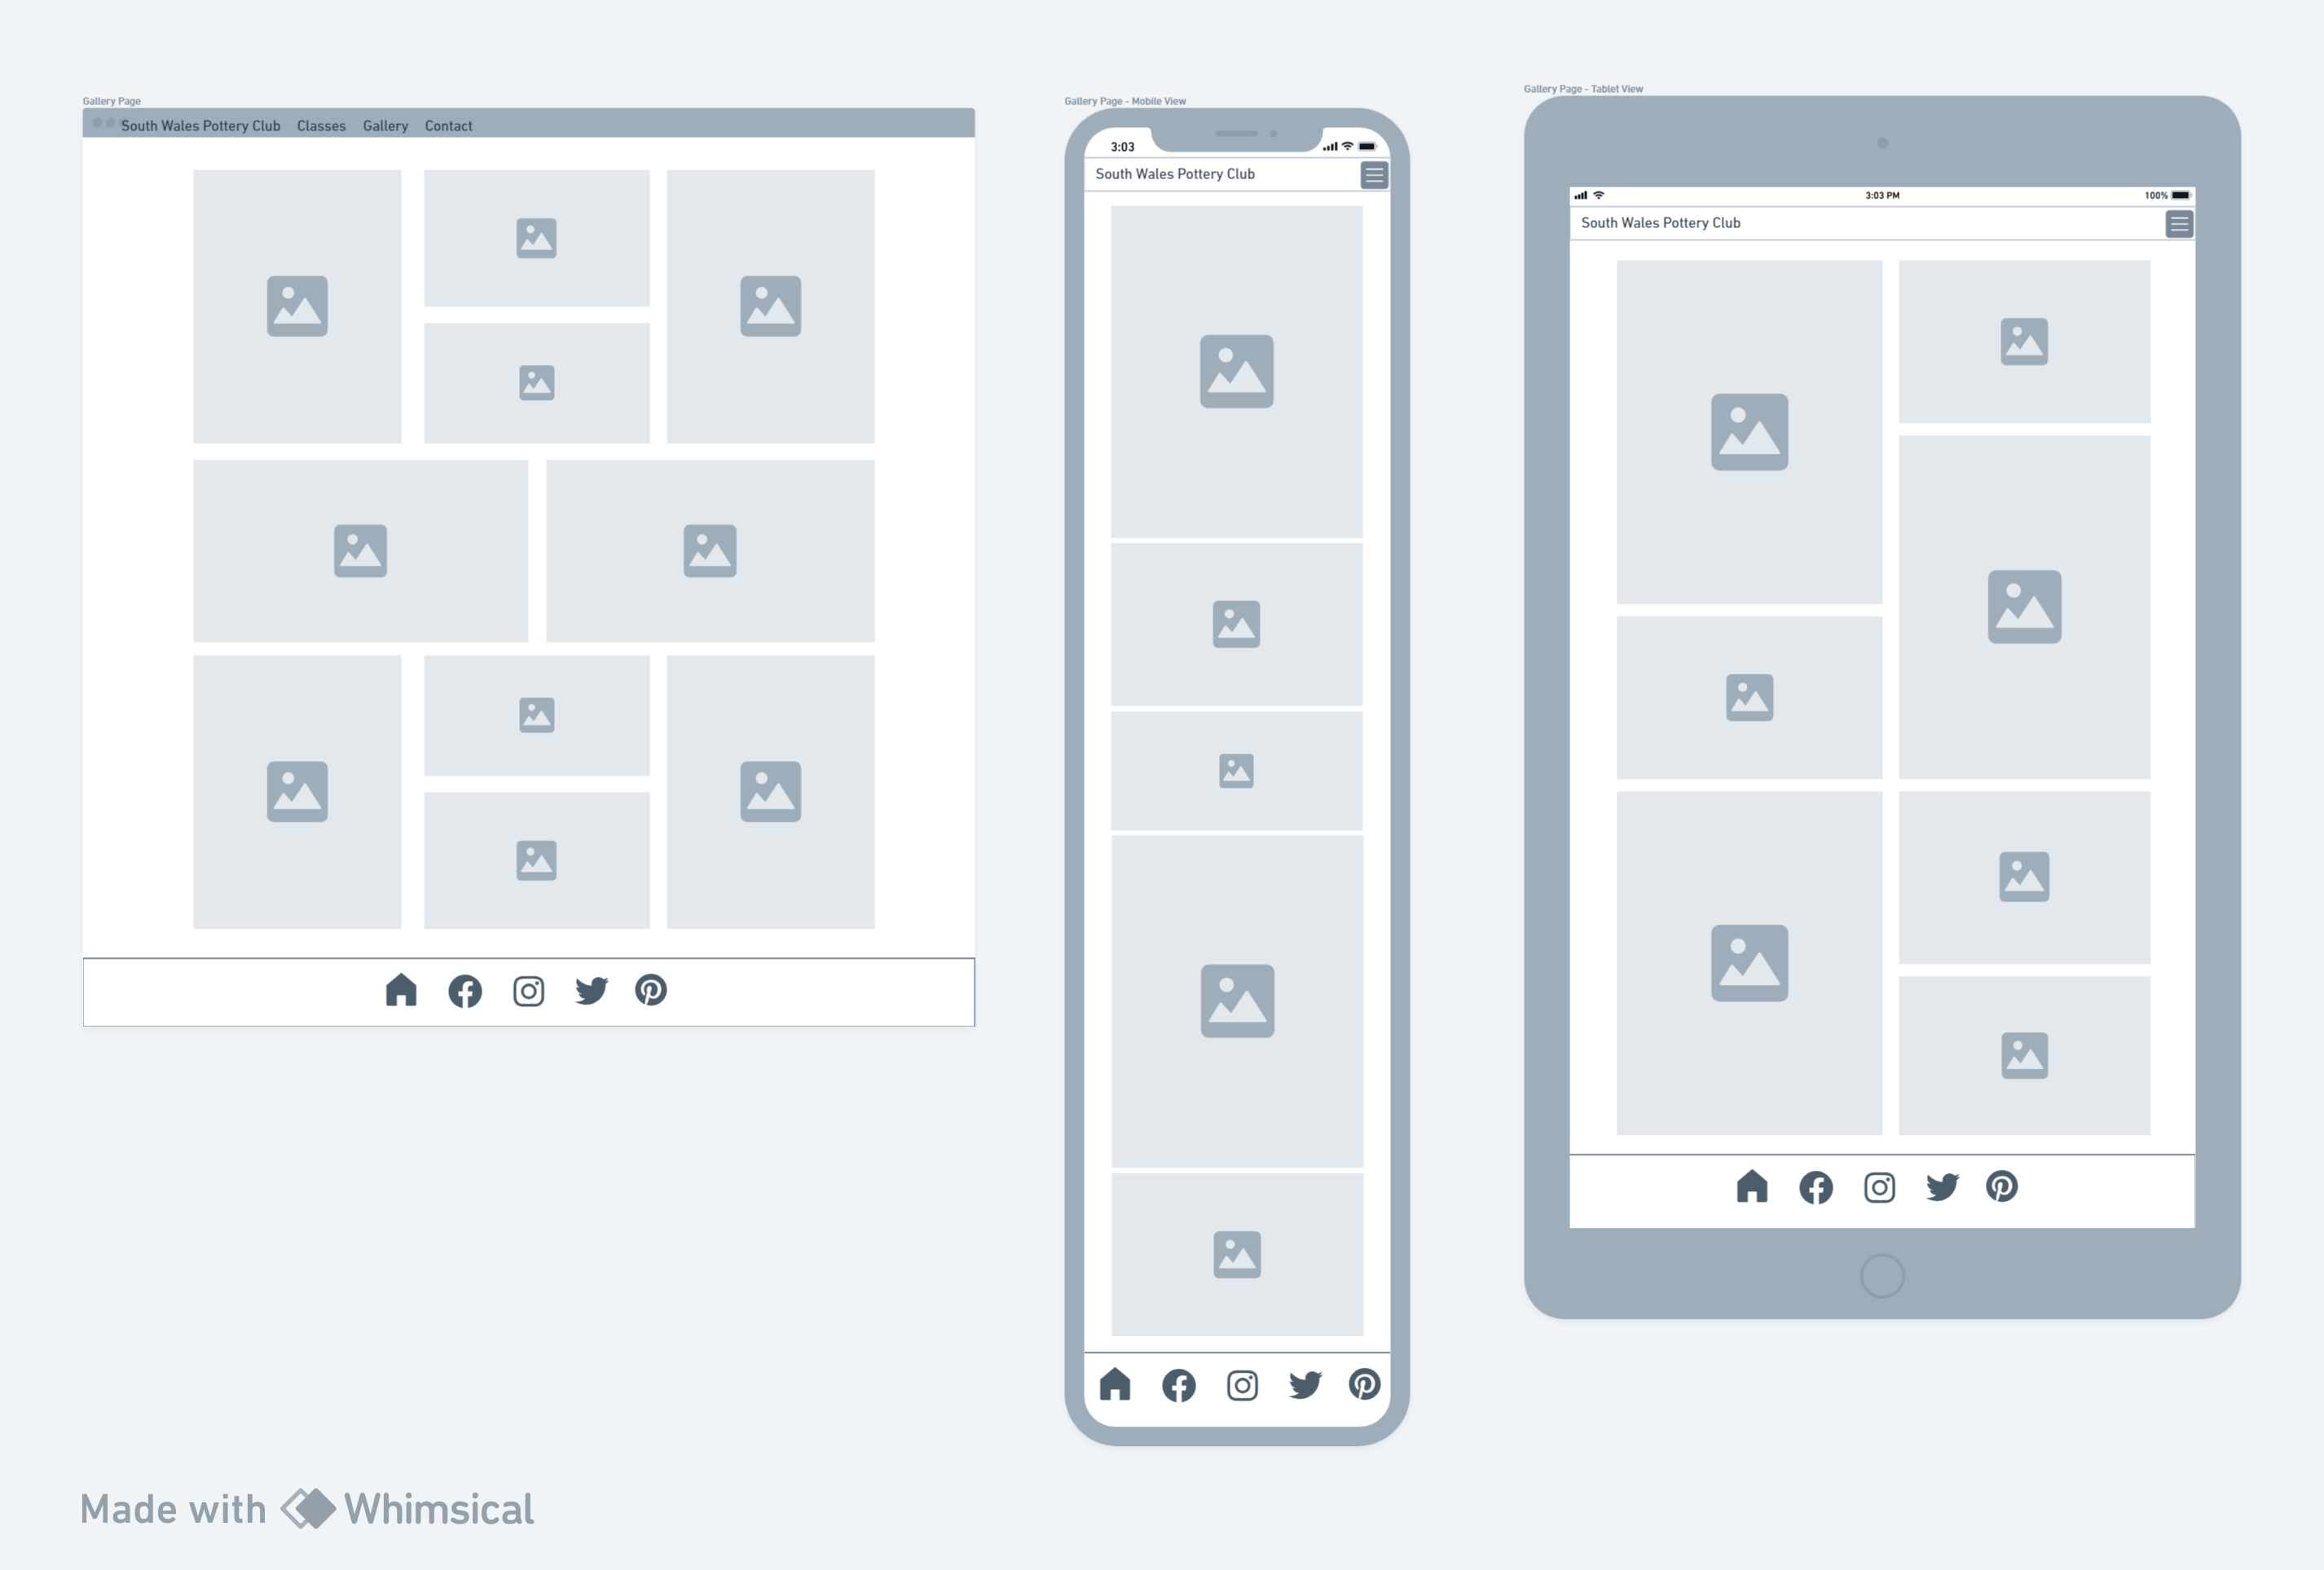 Gallery Page
South Wales Pottery Club Classes Gallery Contact
Gallery Page - Mobile View
3:03
South Wales Pottery Club
Gallery Page - Tablet View
3:03 PM
100%
South Wales Pottery Club
Made with Whimsical